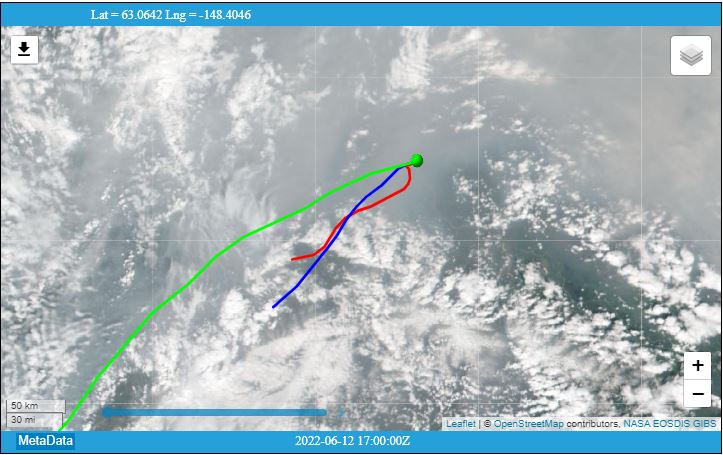 Lat = 63.0642 Lng = -148.4046
50 km
30 mi
+
−
Leaflet | © OpenStreetMap contributors, NASA EOSDIS GIBS
MetaData
2022-06-12 17:00:00Z